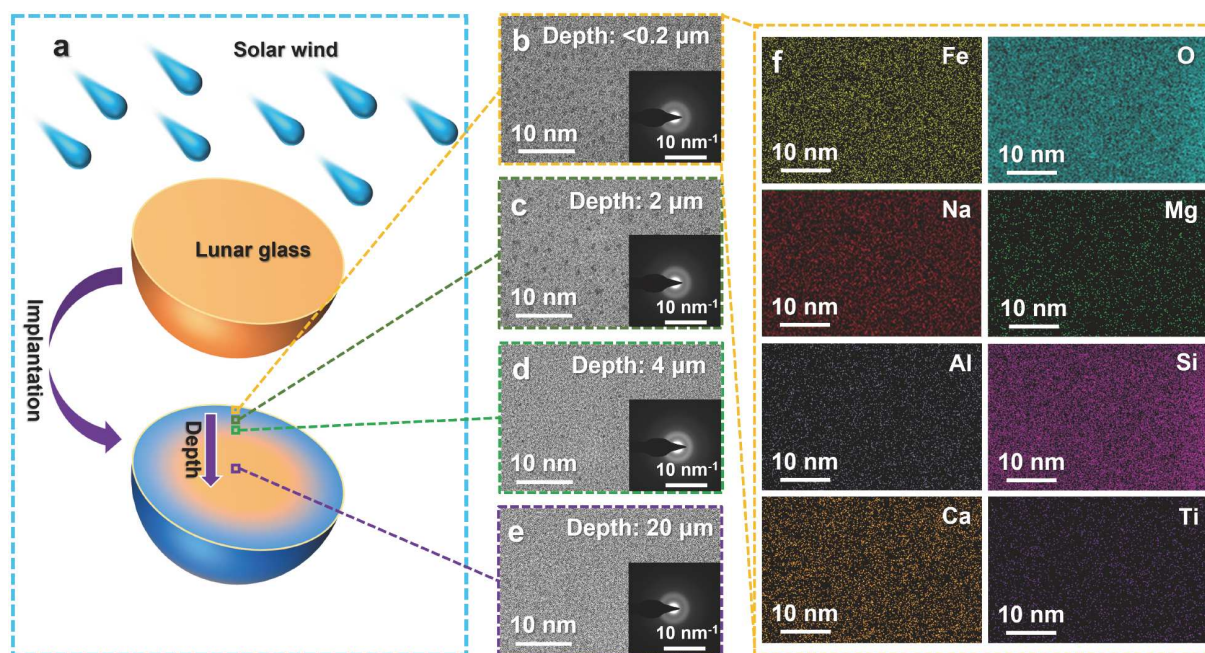 a
Solar wind
Lunar glass
Implantation
Depth
b
Depth: <0.2 µm
10 nm
10 nm⁻¹
c
Depth: 2 µm
10 nm
10 nm⁻¹
d
Depth: 4 µm
10 nm
10 nm⁻¹
e
Depth: 20 µm
10 nm
10 nm⁻¹
f
Fe
10 nm
O
10 nm
Na
10 nm
Mg
10 nm
Al
10 nm
Si
10 nm
Ca
10 nm
Ti
10 nm